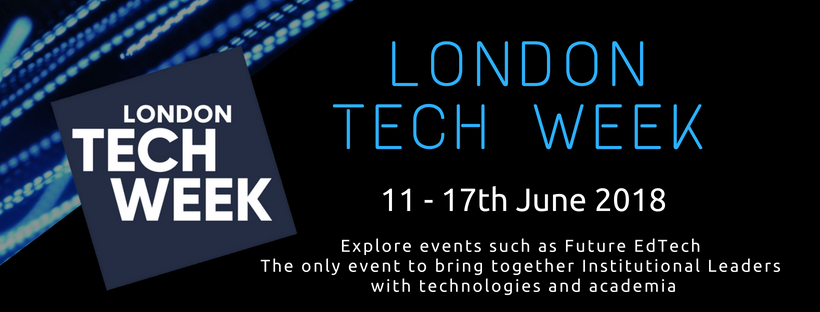 LONDON
TECH
WEEK
LONDON
TECH WEEK
11 - 17th June 2018
Explore events such as Future EdTech
The only event to bring together Institutional Leaders
with technologies and academia